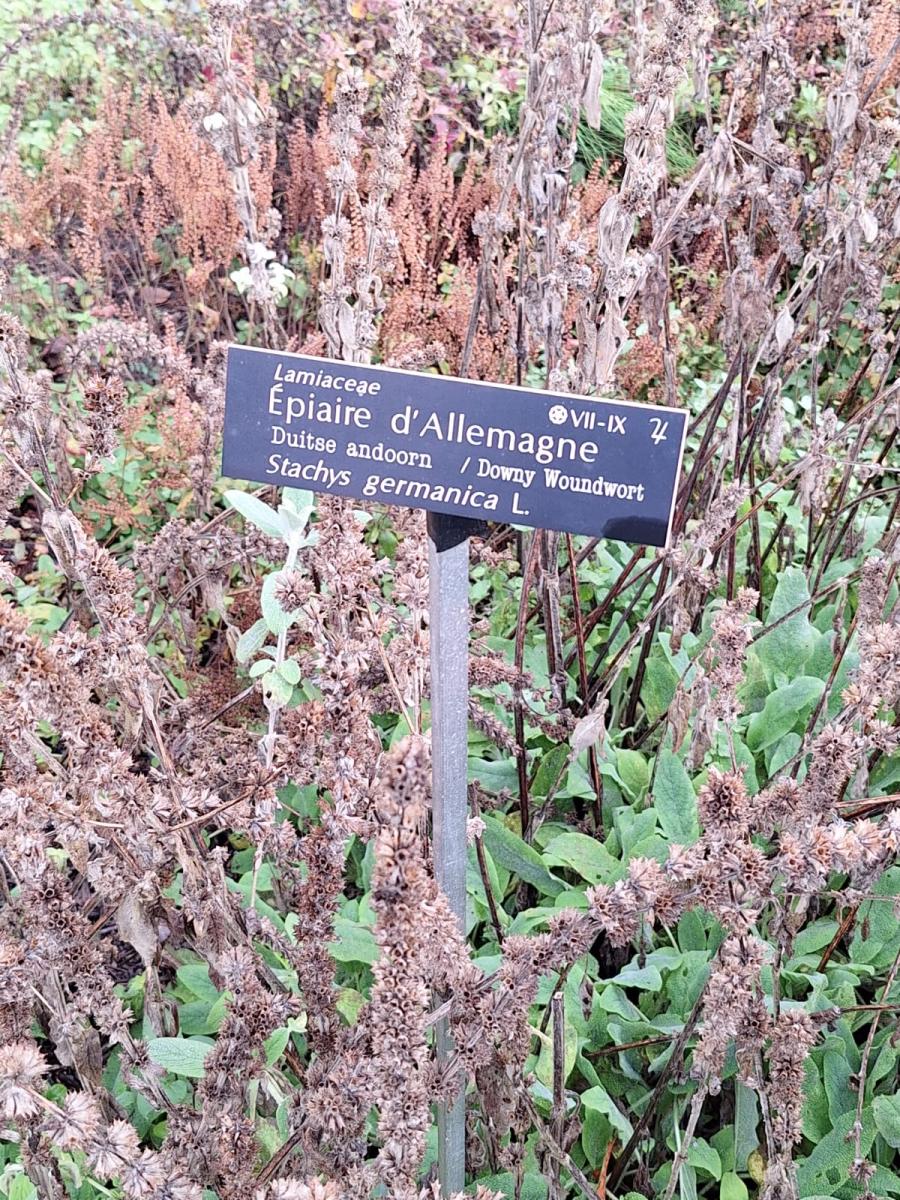 Lamiaceae
Épiaire d'Allemagne VII-IX ♃
Duitse andoorn / Downy Woundwort
Stachys germanica L.